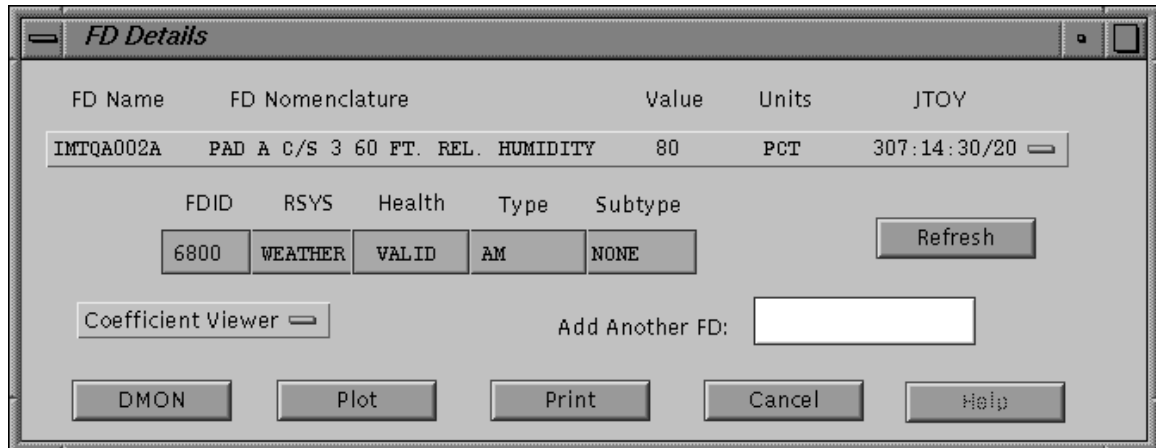 FD Details
FD Name FD Nomenclature Value Units JTOY
IMTQA002A PAD A C/S 3 60 FT. REL. HUMIDITY 80 PCT 307:14:30/20
FDID RSYS Health Type Subtype
6800 WEATHER VALID AM NONE
Refresh
Coefficient Viewer
Add Another FD:
DMON Plot Print Cancel Help